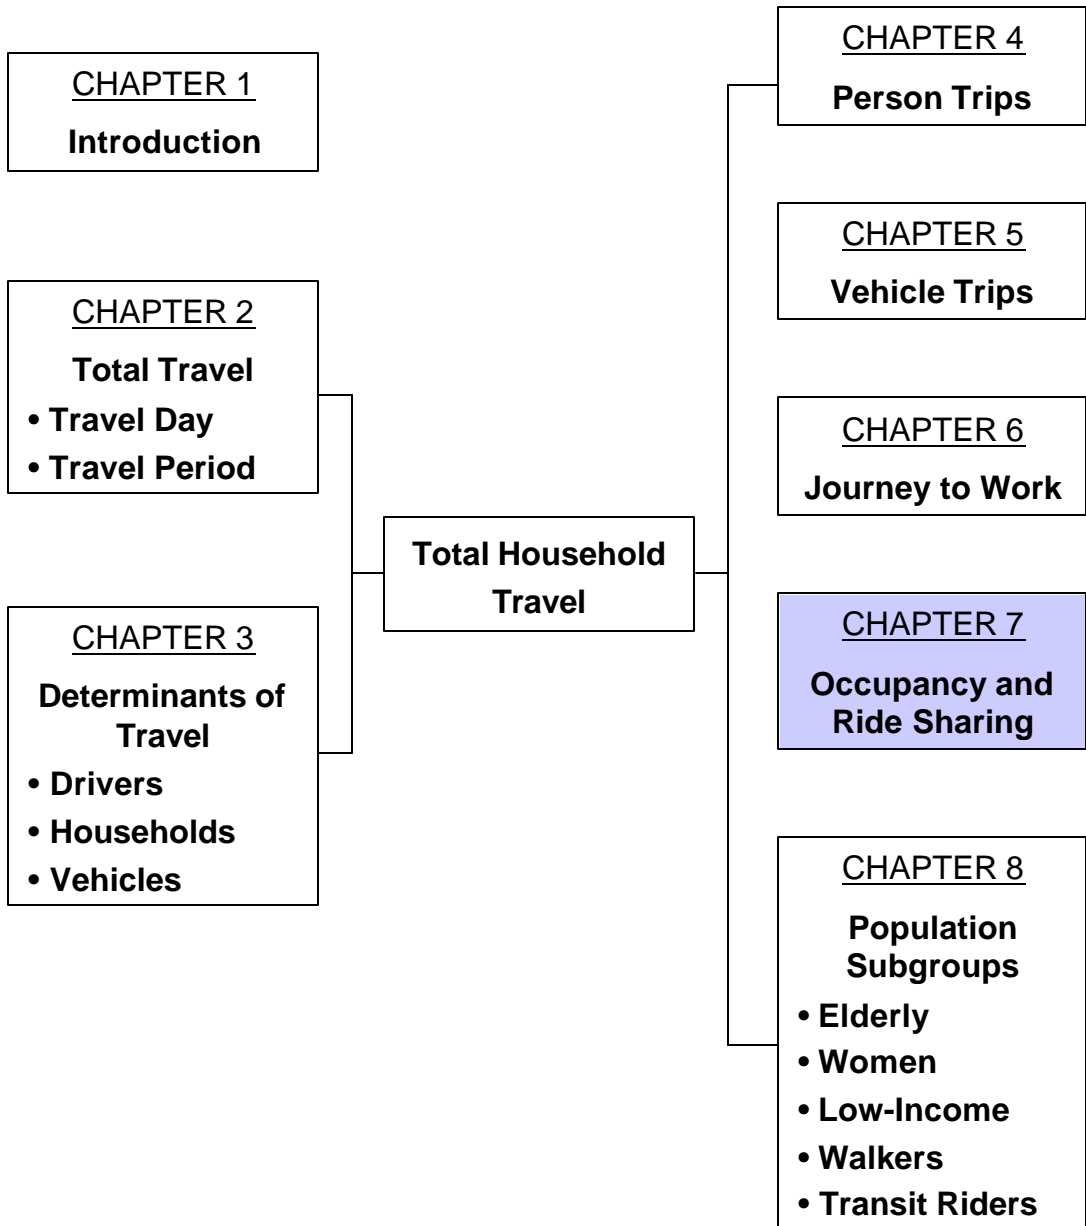 CHAPTER 1
Introduction
CHAPTER 2
Total Travel
• Travel Day
• Travel Period
CHAPTER 3
Determinants of
Travel
• Drivers
• Households
• Vehicles
Total Household
Travel
CHAPTER 4
Person Trips
CHAPTER 5
Vehicle Trips
CHAPTER 6
Journey to Work
CHAPTER 7
Occupancy and
Ride Sharing
CHAPTER 8
Population
Subgroups
• Elderly
• Women
• Low-Income
• Walkers
• Transit Riders